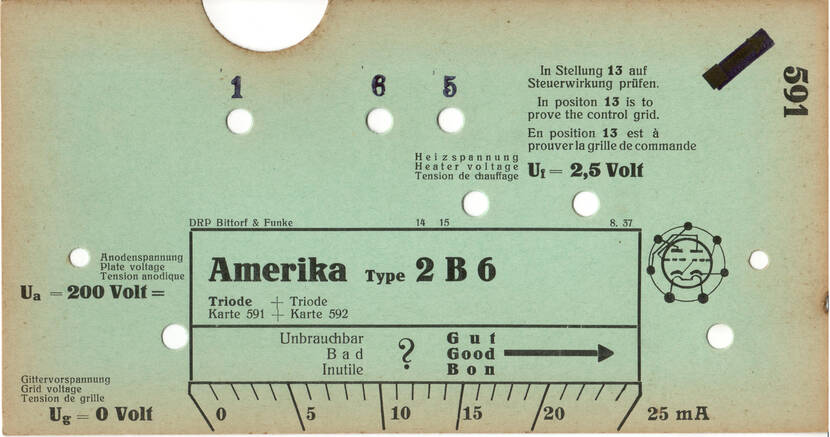 1 6 5
In Stellung 13 auf
Steuerwirkung prüfen.
In positon 13 is to
prove the control grid.
En position 13 est à
prouver la grille de commande
591
Heizspannung
Heater voltage
Tension de chauffage
Uf = 2,5 Volt
DRP Bittorf & Funke 14 15 8. 37
Anodenspannung
Plate voltage
Tension anodique
Ua = 200 Volt =
Amerika Type 2 B 6
Triode + Triode
Karte 591 + Karte 592
Unbrauchbar
Bad
Inutile
?
Gut
Good
Bon
Gittervorspannung
Grid voltage
Tension de grille
Ug = 0 Volt
0 5 10 15 20 25 mA